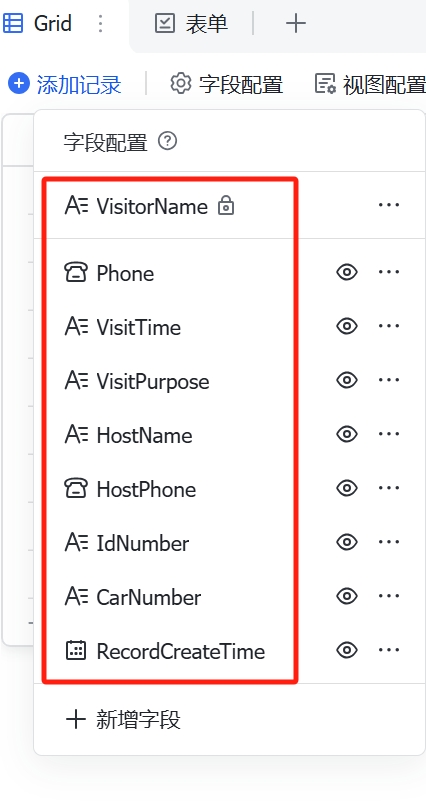 Grid 表单
添加记录 字段配置 视图配置
字段配置
VisitorName
Phone
VisitTime
VisitPurpose
HostName
HostPhone
IdNumber
CarNumber
RecordCreateTime
新增字段